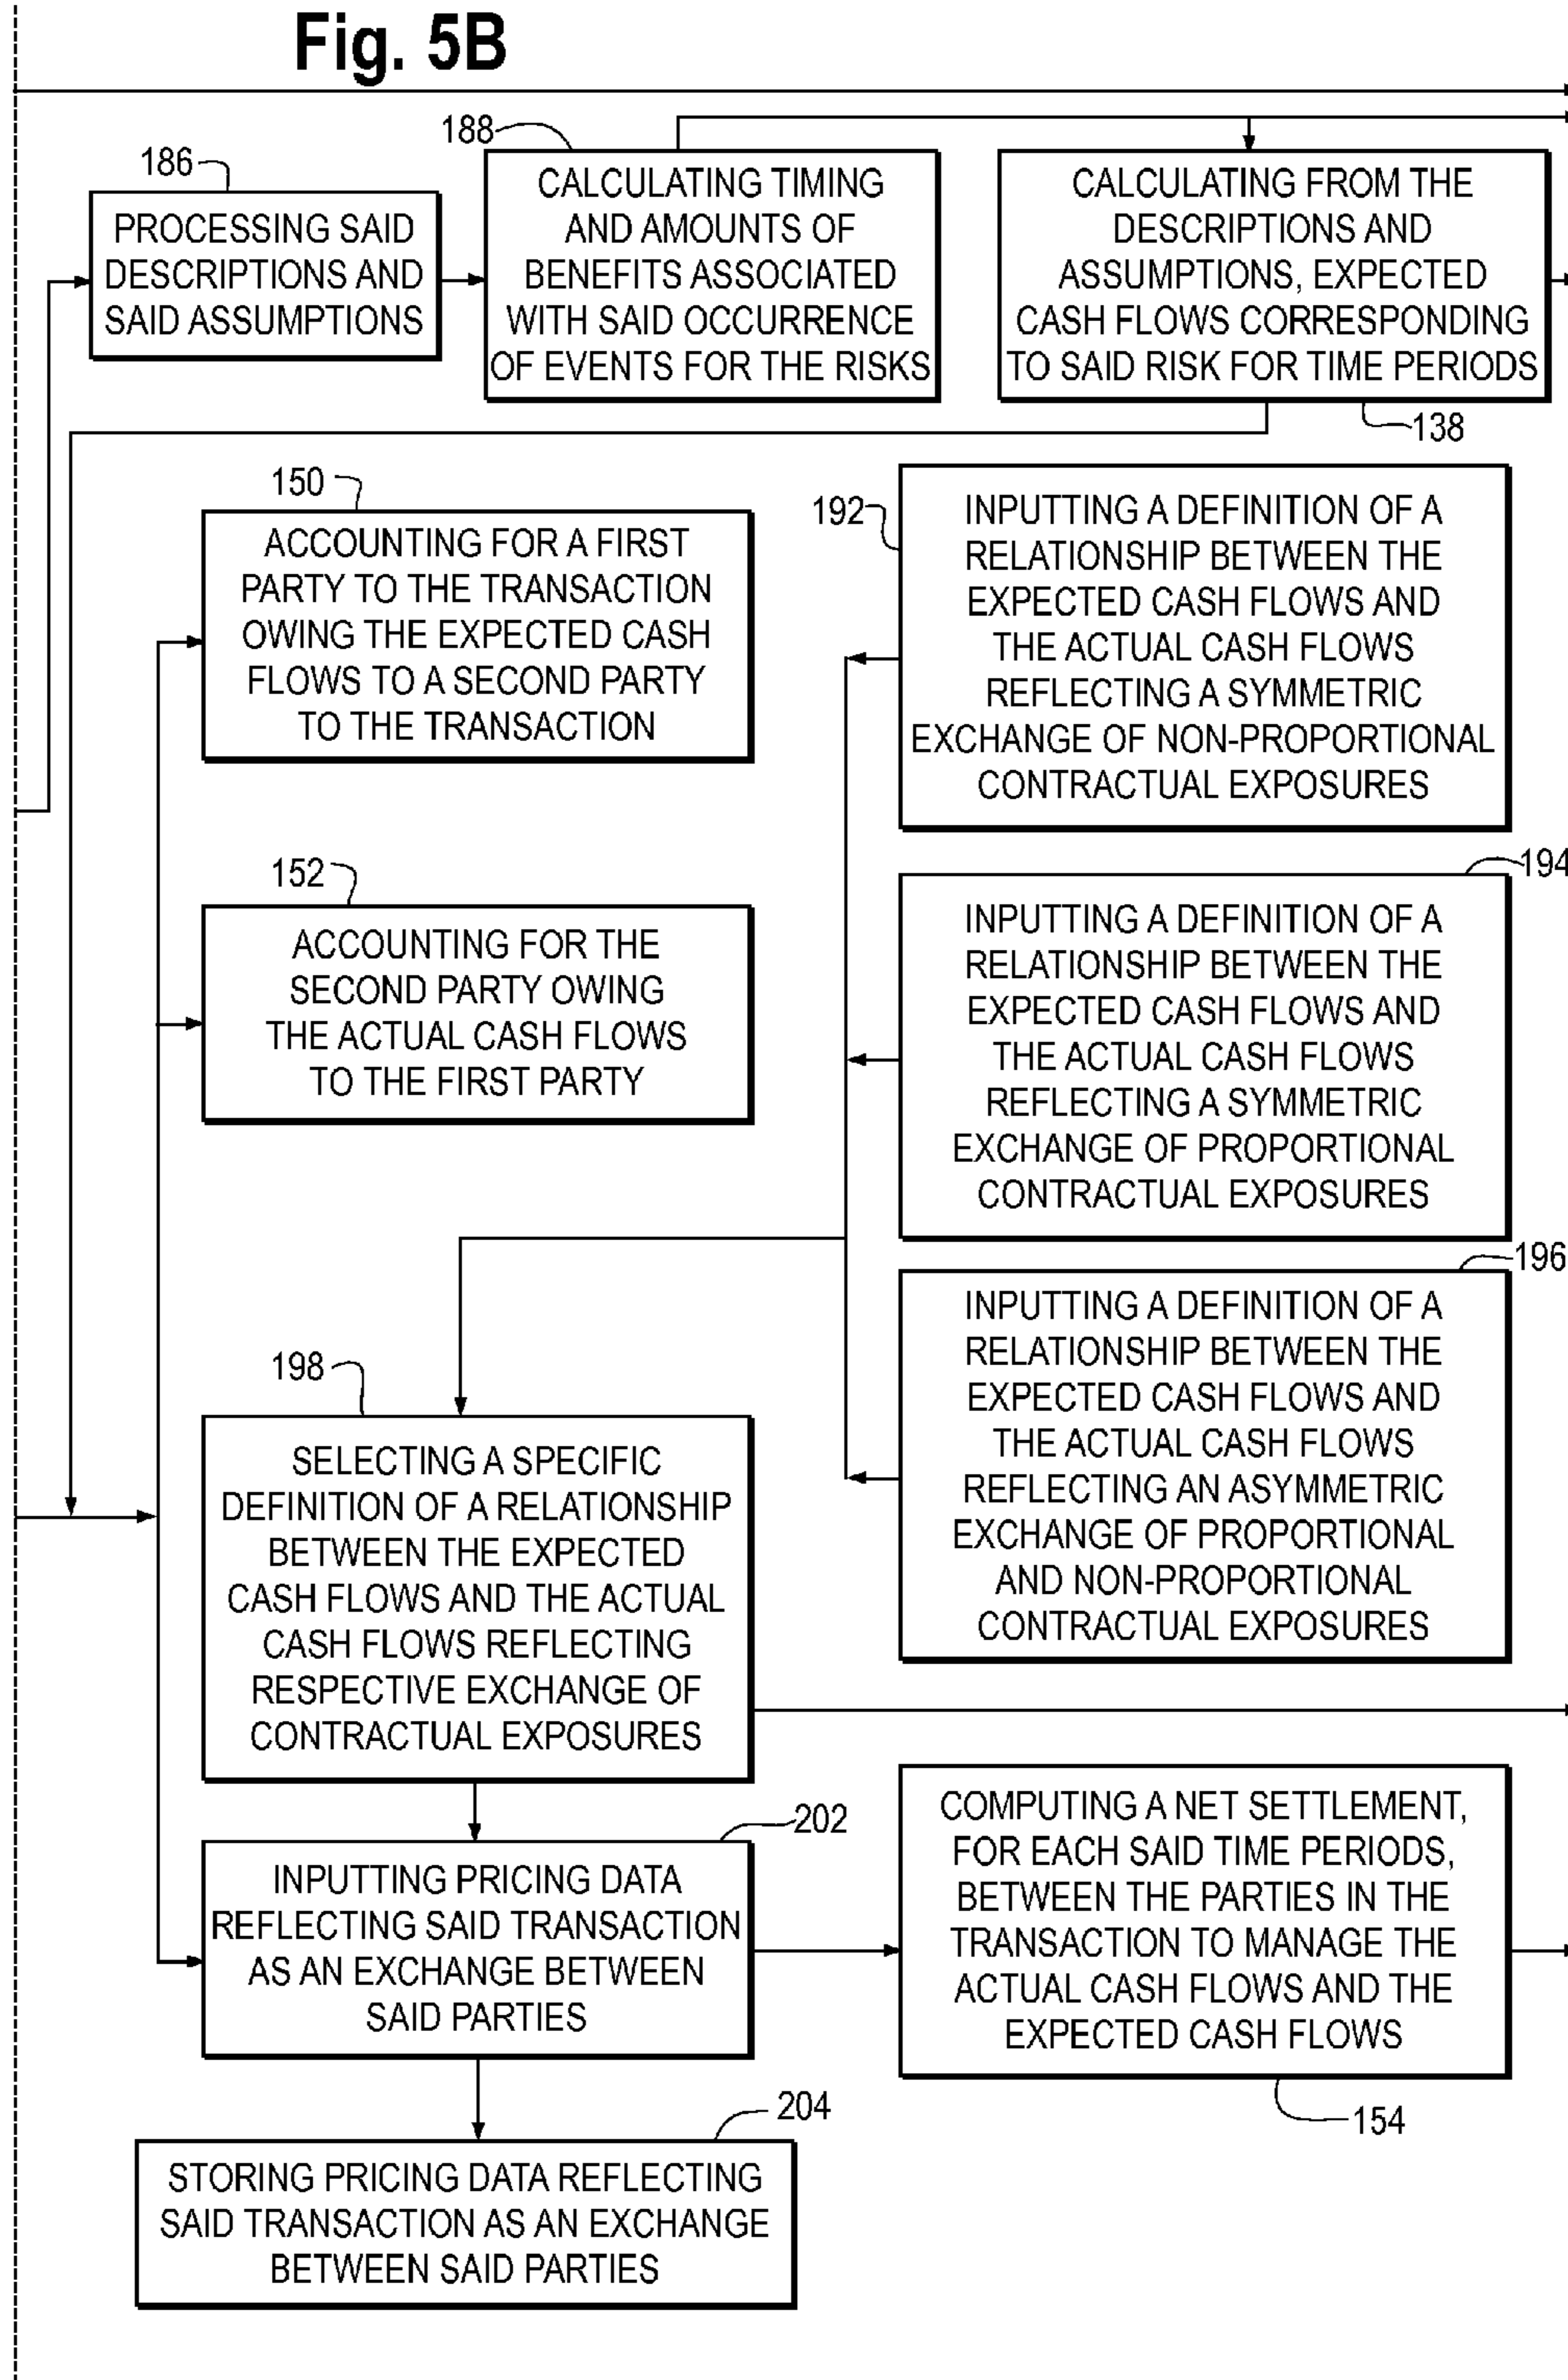 Fig. 5B
186
PROCESSING SAID
DESCRIPTIONS AND
SAID ASSUMPTIONS
188
CALCULATING TIMING
AND AMOUNTS OF
BENEFITS ASSOCIATED
WITH SAID OCCURRENCE
OF EVENTS FOR THE RISKS
CALCULATING FROM THE
DESCRIPTIONS AND
ASSUMPTIONS, EXPECTED
CASH FLOWS CORRESPONDING
TO SAID RISK FOR TIME PERIODS
138
150
ACCOUNTING FOR A FIRST
PARTY TO THE TRANSACTION
OWING THE EXPECTED CASH
FLOWS TO A SECOND PARTY
TO THE TRANSACTION
192
INPUTTING A DEFINITION OF A
RELATIONSHIP BETWEEN THE
EXPECTED CASH FLOWS AND
THE ACTUAL CASH FLOWS
REFLECTING A SYMMETRIC
EXCHANGE OF NON-PROPORTIONAL
CONTRACTUAL EXPOSURES
152
ACCOUNTING FOR THE
SECOND PARTY OWING
THE ACTUAL CASH FLOWS
TO THE FIRST PARTY
194
INPUTTING A DEFINITION OF A
RELATIONSHIP BETWEEN THE
EXPECTED CASH FLOWS AND
THE ACTUAL CASH FLOWS
REFLECTING A SYMMETRIC
EXCHANGE OF PROPORTIONAL
CONTRACTUAL EXPOSURES
196
INPUTTING A DEFINITION OF A
RELATIONSHIP BETWEEN THE
EXPECTED CASH FLOWS AND
THE ACTUAL CASH FLOWS
REFLECTING AN ASYMMETRIC
EXCHANGE OF PROPORTIONAL
AND NON-PROPORTIONAL
CONTRACTUAL EXPOSURES
198
SELECTING A SPECIFIC
DEFINITION OF A RELATIONSHIP
BETWEEN THE EXPECTED
CASH FLOWS AND THE ACTUAL
CASH FLOWS REFLECTING
RESPECTIVE EXCHANGE OF
CONTRACTUAL EXPOSURES
202
INPUTTING PRICING DATA
REFLECTING SAID TRANSACTION
AS AN EXCHANGE BETWEEN
SAID PARTIES
COMPUTING A NET SETTLEMENT,
FOR EACH SAID TIME PERIODS,
BETWEEN THE PARTIES IN THE
TRANSACTION TO MANAGE THE
ACTUAL CASH FLOWS AND THE
EXPECTED CASH FLOWS
154
204
STORING PRICING DATA REFLECTING
SAID TRANSACTION AS AN EXCHANGE
BETWEEN SAID PARTIES